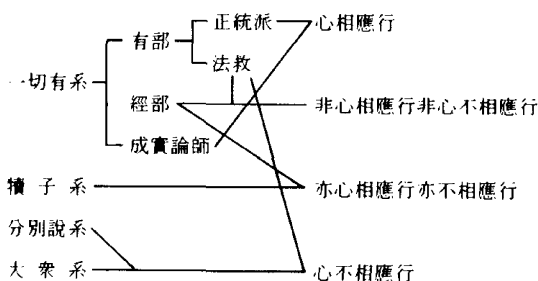 正統派 心相應行
有部
法救
一切有系
經部 非心相應行非心不相應行
成實論師
犢子系 亦心相應行亦不相應行
分別說系
大衆系 心不相應行